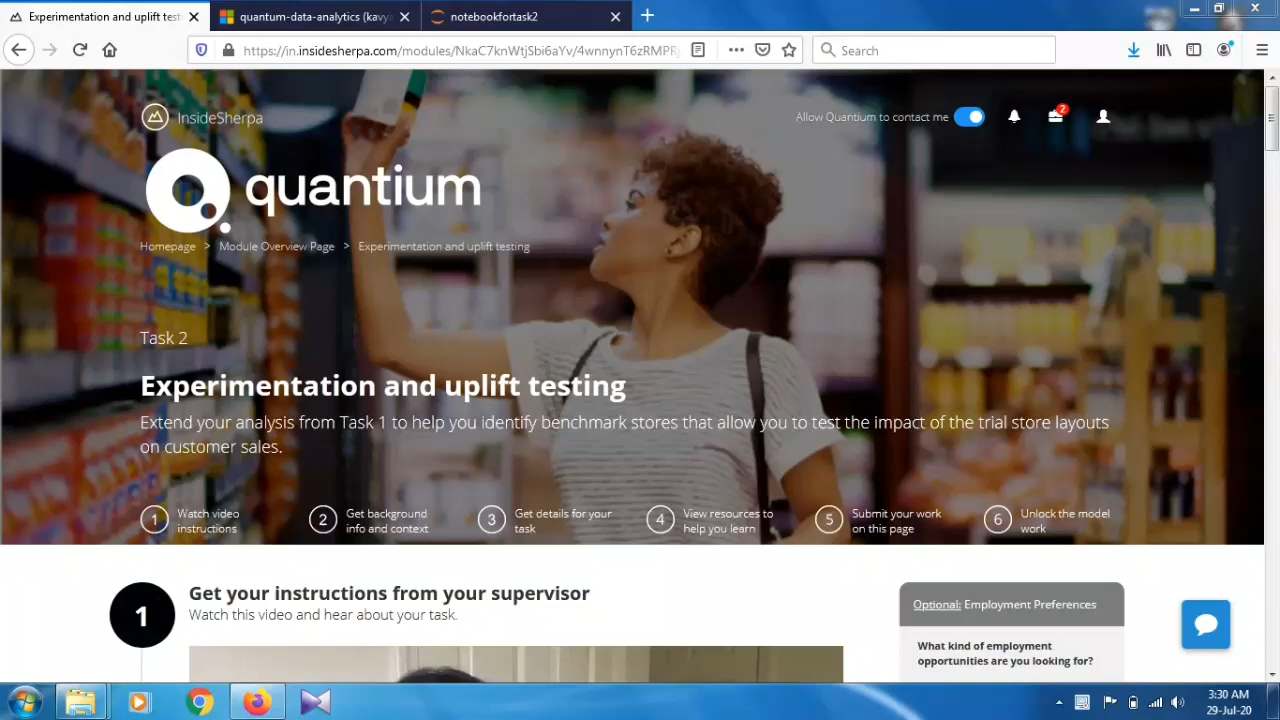 Experimentation and uplift test
quantum-data-analytics (kavya
notebookfortask2
https://in.insidesherpa.com/modules/NkaC7knWtjSbi6aYv/4wnnynT6zRMPR
Search
InsideSherpa
Allow Quantium to contact me
2
quantium
Homepage > Module Overview Page > Experimentation and uplift testing
Task 2
Experimentation and uplift testing
Extend your analysis from Task 1 to help you identify benchmark stores that allow you to test the impact of the trial store layouts
on customer sales.
1 Watch video
instructions
2 Get background
info and context
3 Get details for your
task
4 View resources to
help you learn
5 Submit your work
on this page
6 Unlock the model
work
1
Get your instructions from your supervisor
Watch this video and hear about your task.
Optional: Employment Preferences
What kind of employment
opportunities are you looking for?
3:30 AM
29-Jul-20